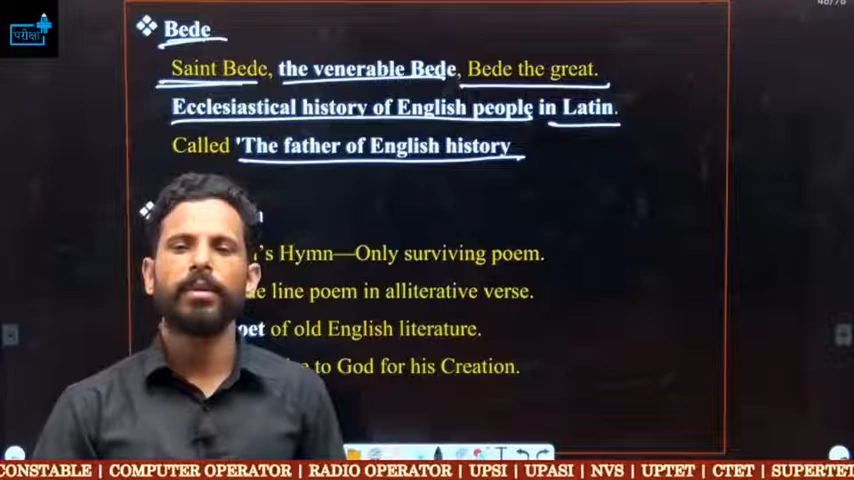 48/78
परीक्षा
❖ Bede
Saint Bede, the venerable Bede, Bede the great.
Ecclesiastical history of English people in Latin.
Called 'The father of English history
's Hymn—Only surviving poem.
line poem in alliterative verse.
of old English literature.
to God for his Creation.
CONSTABLE | COMPUTER OPERATOR | RADIO OPERATOR | UPSI | UPASI | NVS | UPTET | CTET | SUPERTET